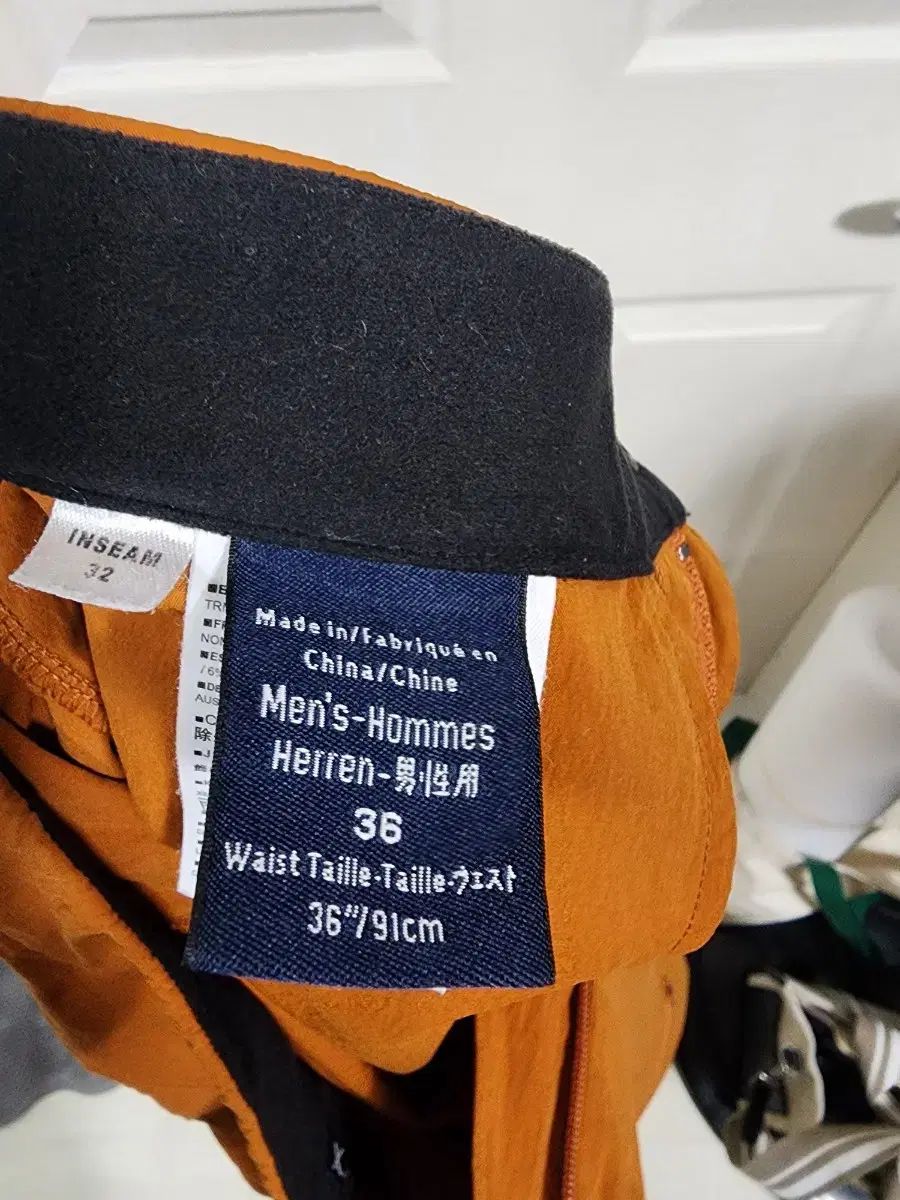 INSEAM
32
Made in/Fabriqué en
China/Chine
Men's-Hommes
Herren-男性用
36
Waist Taille-Taille-ウェスト
36"/91cm